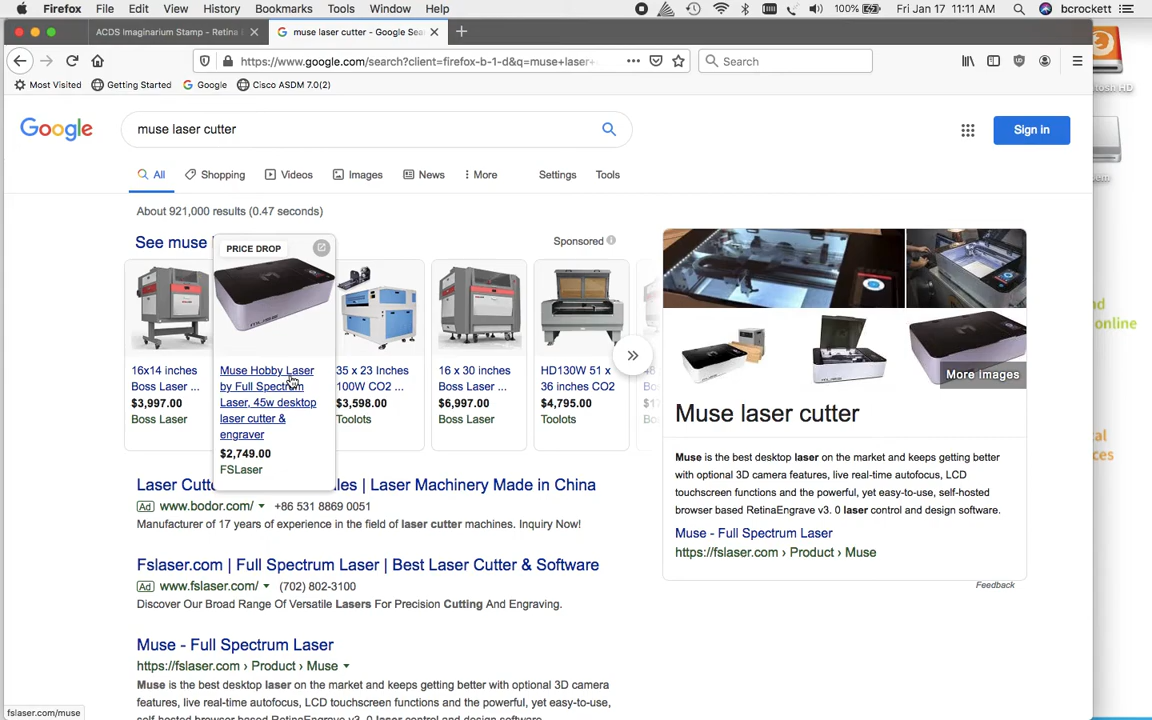 Firefox File Edit View History Bookmarks Tools Window Help 100% Fri Jan 17 11:11 AM bcrockett
ACDS Imaginarium Stamp - Retina
muse laser cutter - Google Sea
https://www.google.com/search?client=firefox-b-1-d&q=muse+laser
Search
Most Visited Getting Started Google Cisco ASDM 7.0(2)
Google
muse laser cutter
Sign in
All Shopping Videos Images News More Settings Tools
About 921,000 results (0.47 seconds)
See muse
Sponsored
PRICE DROP
16x14 inches
Boss Laser ...
$3,997.00
Boss Laser
Muse Hobby Laser
by Full Spectrum
Laser, 45w desktop
laser cutter &
engraver
$2,749.00
FSLaser
35 x 23 Inches
100W CO2 ...
$3,598.00
Toolots
16 x 30 inches
Boss Laser ...
$6,997.00
Boss Laser
HD130W 51 x
36 inches CO2
$4,795.00
Toolots
More Images
Muse laser cutter
Muse is the best desktop laser on the market and keeps getting better
with optional 3D camera features, live real-time autofocus, LCD
touchscreen functions and the powerful, yet easy-to-use, self-hosted
browser based RetinaEngrave v3. 0 laser control and design software.
Muse - Full Spectrum Laser
https://fslaser.com › Product › Muse
Feedback
Laser Cutt les | Laser Machinery Made in China
Ad www.bodor.com/ +86 531 8869 0051
Manufacturer of 17 years of experience in the field of laser cutter machines. Inquiry Now!
Fslaser.com | Full Spectrum Laser | Best Laser Cutter & Software
Ad www.fslaser.com/ (702) 802-3100
Discover Our Broad Range Of Versatile Lasers For Precision Cutting And Engraving.
Muse - Full Spectrum Laser
https://fslaser.com › Product › Muse
Muse is the best desktop laser on the market and keeps getting better with optional 3D camera
features, live real-time autofocus, LCD touchscreen functions and the powerful, yet easy-to-use,
self-hosted browser based RetinaEngrave v3. 0 laser control and design software.
fslaser.com/muse
online